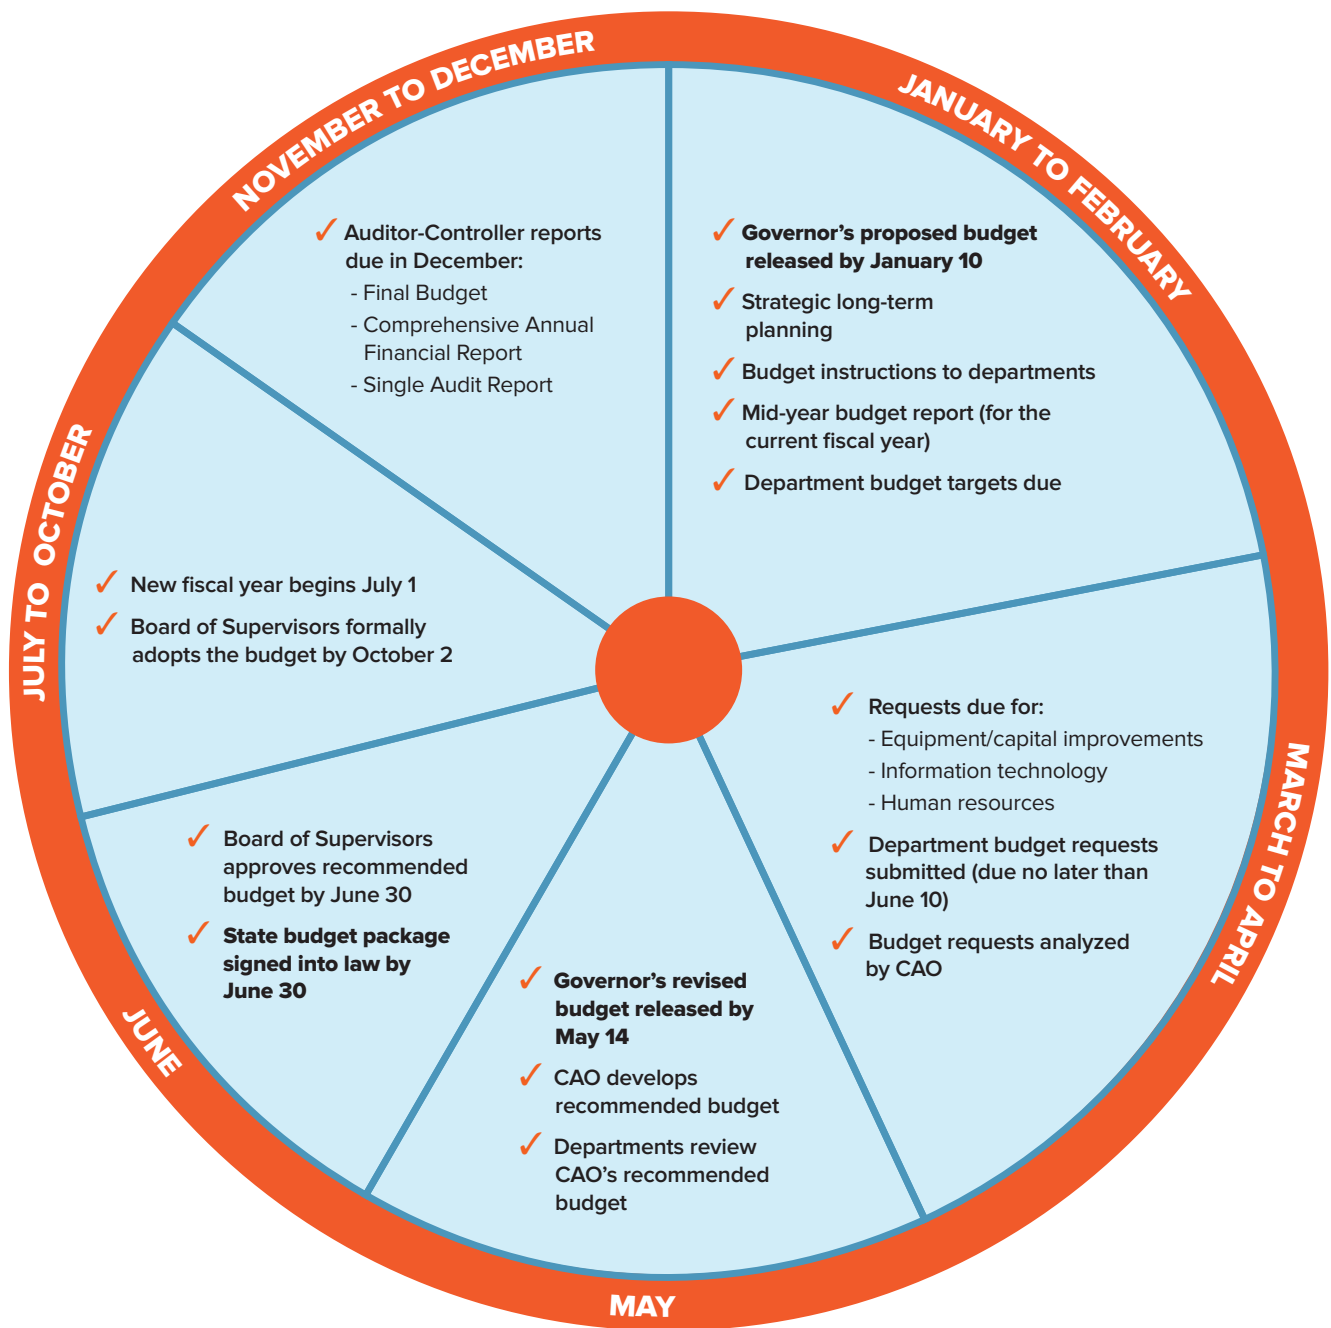 JANUARY TO FEBRUARY
✓ Governor’s proposed budget
released by January 10
✓ Strategic long-term
planning
✓ Budget instructions to departments
✓ Mid-year budget report (for the
current fiscal year)
✓ Department budget targets due
MARCH TO APRIL
✓ Requests due for:
- Equipment/capital improvements
- Information technology
- Human resources
✓ Department budget requests
submitted (due no later than
June 10)
✓ Budget requests analyzed
by CAO
MAY
✓ Governor’s revised
budget released by
May 14
✓ CAO develops
recommended budget
✓ Departments review
CAO’s recommended
budget
JUNE
✓ Board of Supervisors
approves recommended
budget by June 30
✓ State budget package
signed into law by
June 30
JULY TO OCTOBER
✓ New fiscal year begins July 1
✓ Board of Supervisors formally
adopts the budget by October 2
NOVEMBER TO DECEMBER
✓ Auditor-Controller reports
due in December:
- Final Budget
- Comprehensive Annual
Financial Report
- Single Audit Report